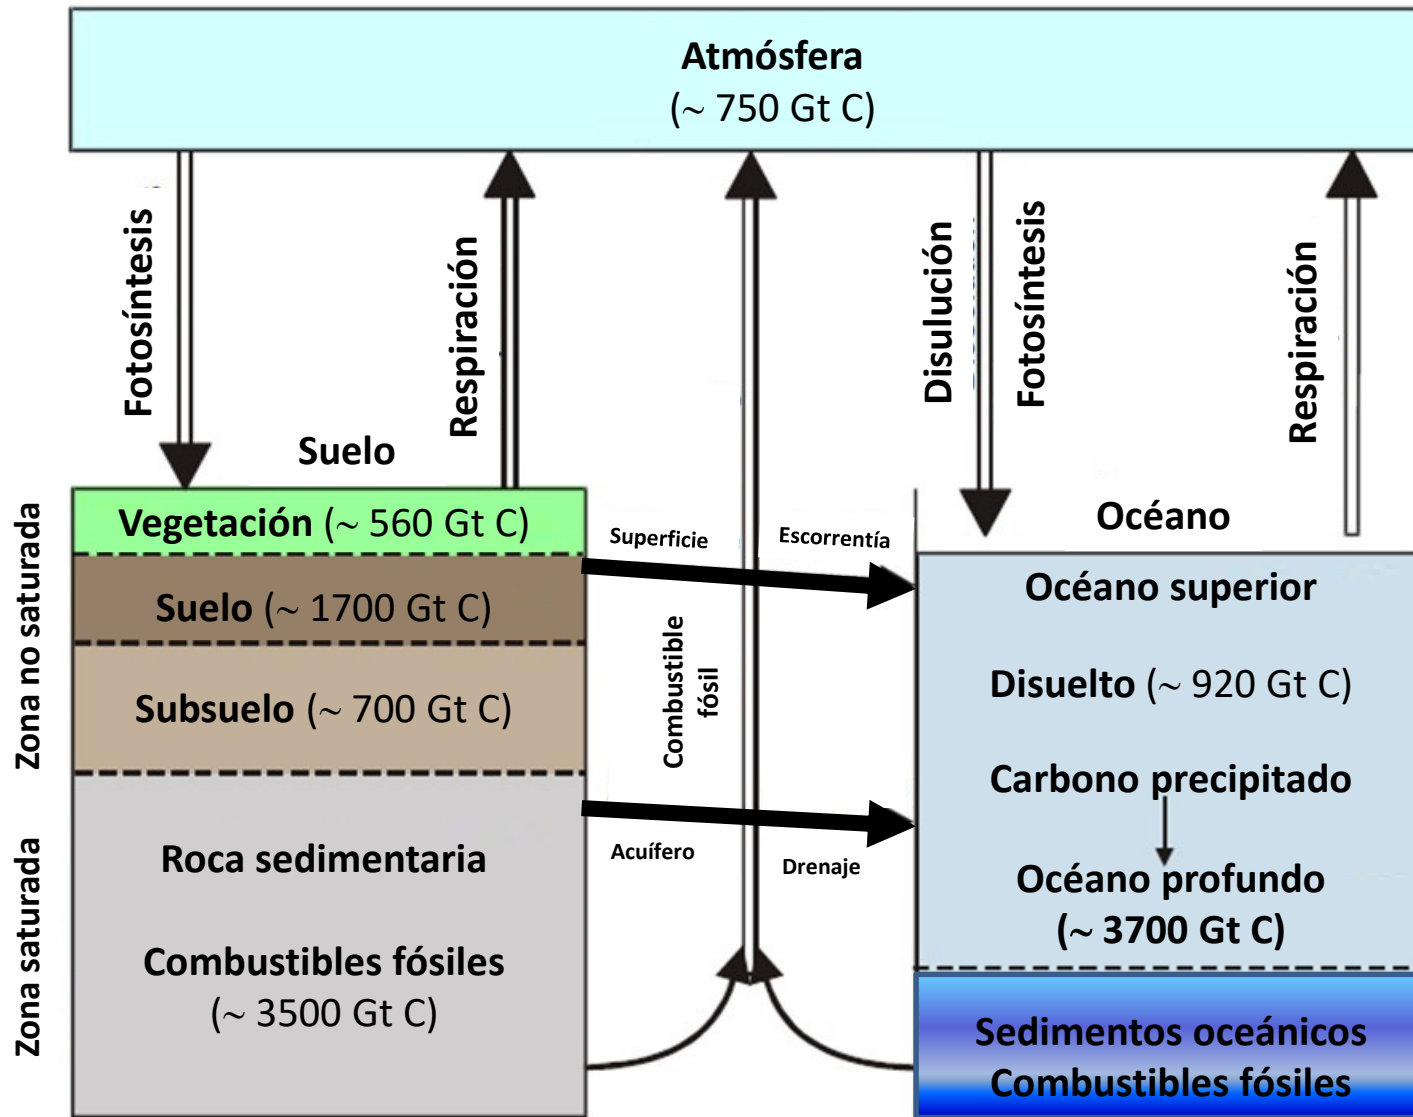 Atmósfera
(~ 750 Gt C)
Fotosíntesis
Respiración
Disulución
Fotosíntesis
Respiración
Suelo
Vegetación (~ 560 Gt C)
Suelo (~ 1700 Gt C)
Subsuelo (~ 700 Gt C)
Roca sedimentaria
Combustibles fósiles
(~ 3500 Gt C)
Zona no saturada
Zona saturada
Superficie
Escorrentía
Combustible
fósil
Acuífero
Drenaje
Océano
Océano superior
Disuelto (~ 920 Gt C)
Carbono precipitado
Océano profundo
(~ 3700 Gt C)
Sedimentos oceánicos
Combustibles fósiles